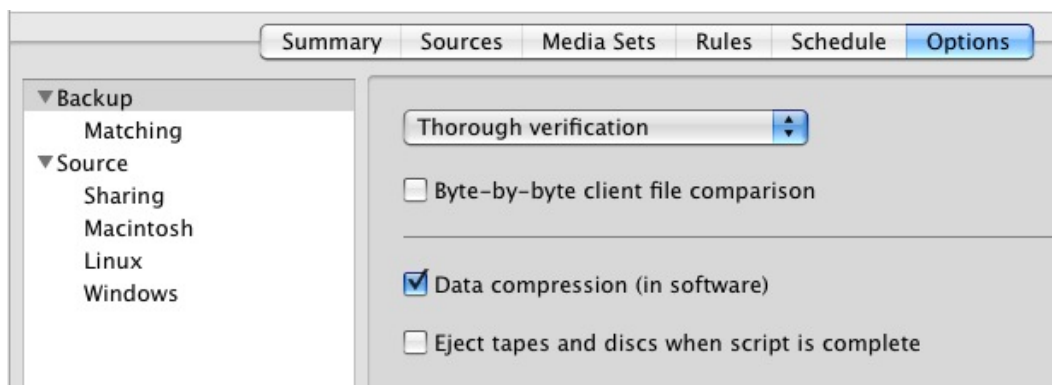 Summary Sources Media Sets Rules Schedule Options
Backup
Matching
Source
Sharing
Macintosh
Linux
Windows
Thorough verification
Byte-by-byte client file comparison
Data compression (in software)
Eject tapes and discs when script is complete